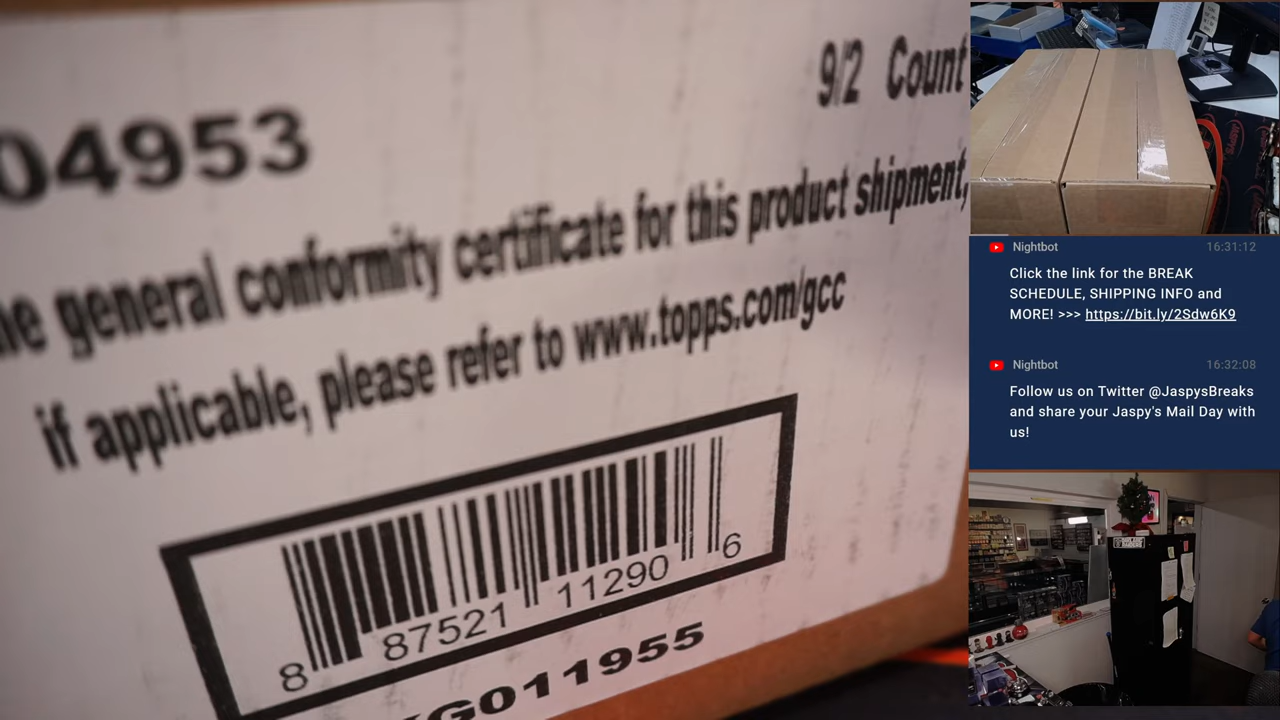 9/2 Count
04953
general conformity certificate for this product shipment,
if applicable, please refer to www.topps.com/gcc
8 87521 11290 6
G011955
Nightbot 16:31:12
Click the link for the BREAK
SCHEDULE, SHIPPING INFO and
MORE! >>> https://bit.ly/2Sdw6K9
Nightbot 16:32:08
Follow us on Twitter @JaspysBreaks
and share your Jaspy's Mail Day with
us!